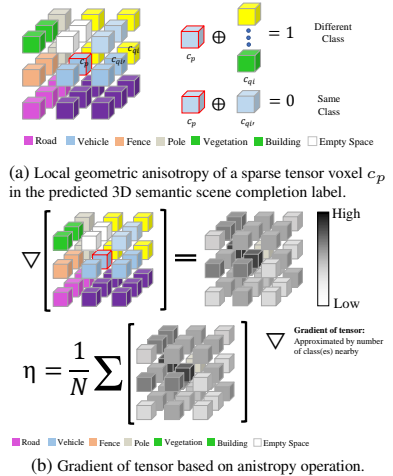 c_p
c_qi'
c_qi
c_p
⊕
= 1
Different
Class
c_qi
⊕
= 0
Same
Class
c_p
c_qi'
Road Vehicle Fence Pole Vegetation Building Empty Space
(a) Local geometric anisotropy of a sparse tensor voxel c_p
in the predicted 3D semantic scene completion label.
∇
=
High
Low
η = 1/N ∑
∇
Gradient of tensor:
Approximated by number
of class(es) nearby
Road Vehicle Fence Pole Vegetation Building Empty Space
(b) Gradient of tensor based on anistropy operation.